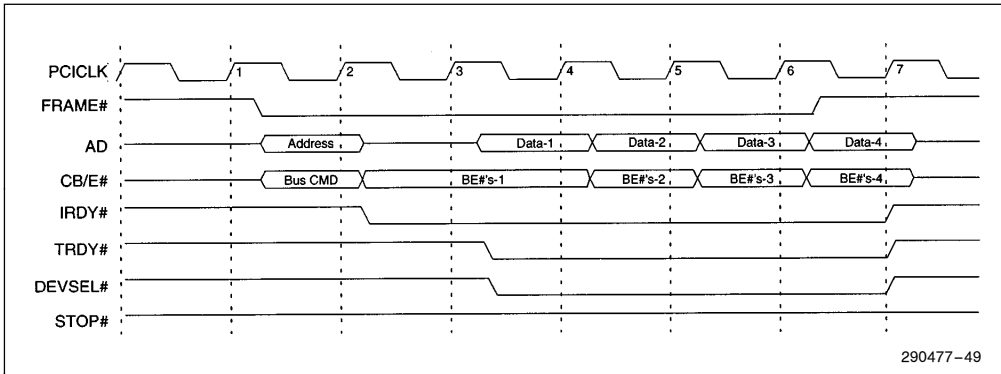 PCICLK 1 2 3 4 5 6 7
FRAME#
AD Address Data-1 Data-2 Data-3 Data-4
CB/E# Bus CMD BE#'s-1 BE#'s-2 BE#'s-3 BE#'s-4
IRDY#
TRDY#
DEVSEL#
STOP#
290477-49